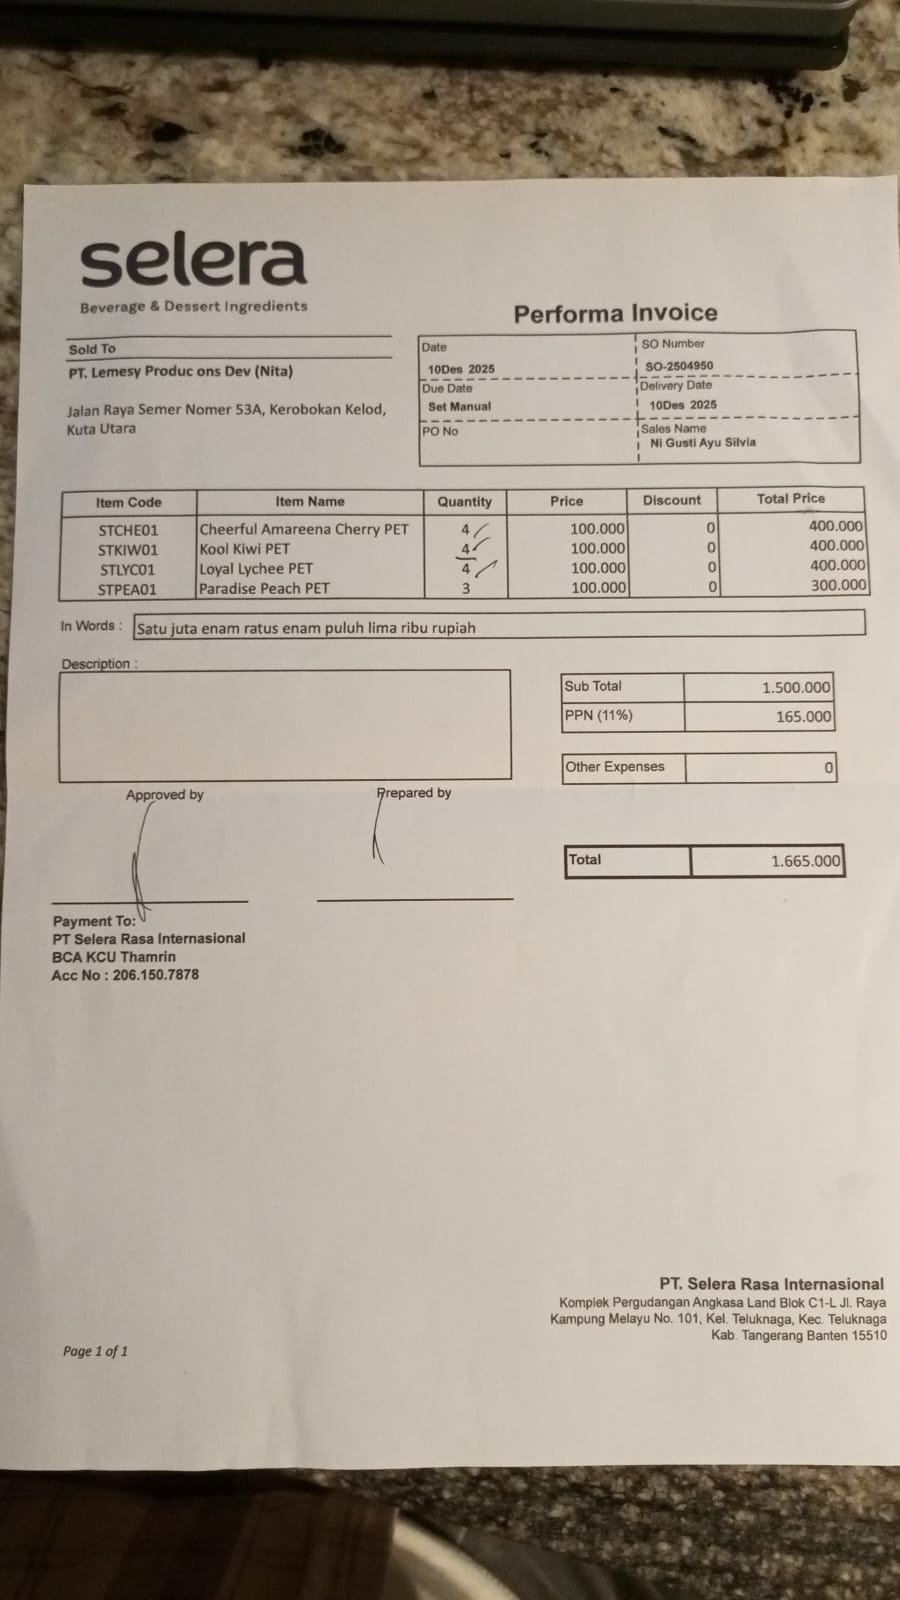 selera
Beverage & Dessert Ingredients
Performa Invoice
Sold To
PT. Lemesy Produc ons Dev (Nita)
Jalan Raya Semer Nomer 53A, Kerobokan Kelod,
Kuta Utara
Date
10Des 2025
SO Number
SO-2504950
Due Date
Set Manual
Delivery Date
10Des 2025
PO No
Sales Name
Ni Gusti Ayu Silvia
Item Code Item Name Quantity Price Discount Total Price
STCHE01 Cheerful Amareena Cherry PET 4 100.000 0 400.000
STKIW01 Kool Kiwi PET 4 100.000 0 400.000
STLYC01 Loyal Lychee PET 4 100.000 0 400.000
STPEA01 Paradise Peach PET 3 100.000 0 300.000
In Words : Satu juta enam ratus enam puluh lima ribu rupiah
Description :
Sub Total 1.500.000
PPN (11%) 165.000
Other Expenses 0
Approved by Prepared by
Total 1.665.000
Payment To:
PT Selera Rasa Internasional
BCA KCU Thamrin
Acc No : 206.150.7878
PT. Selera Rasa Internasional
Komplek Pergudangan Angkasa Land Blok C1-L Jl. Raya
Kampung Melayu No. 101, Kel. Teluknaga, Kec. Teluknaga
Kab. Tangerang Banten 15510
Page 1 of 1